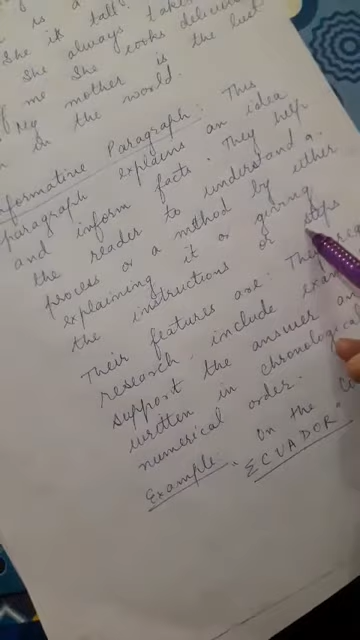 is a tall.
She is
She always takes
of me She cooks delicious
My mother is the best
in the world.
Informative Paragraph: This
paragraph explains an idea
and inform facts. They help
the reader to understand a
process or a method by either
explaining it or giving
the instructions or steps
Their features are: They
research include
support the answer
written in chronological
numerical order.
Example: On the
"ECUADOR"